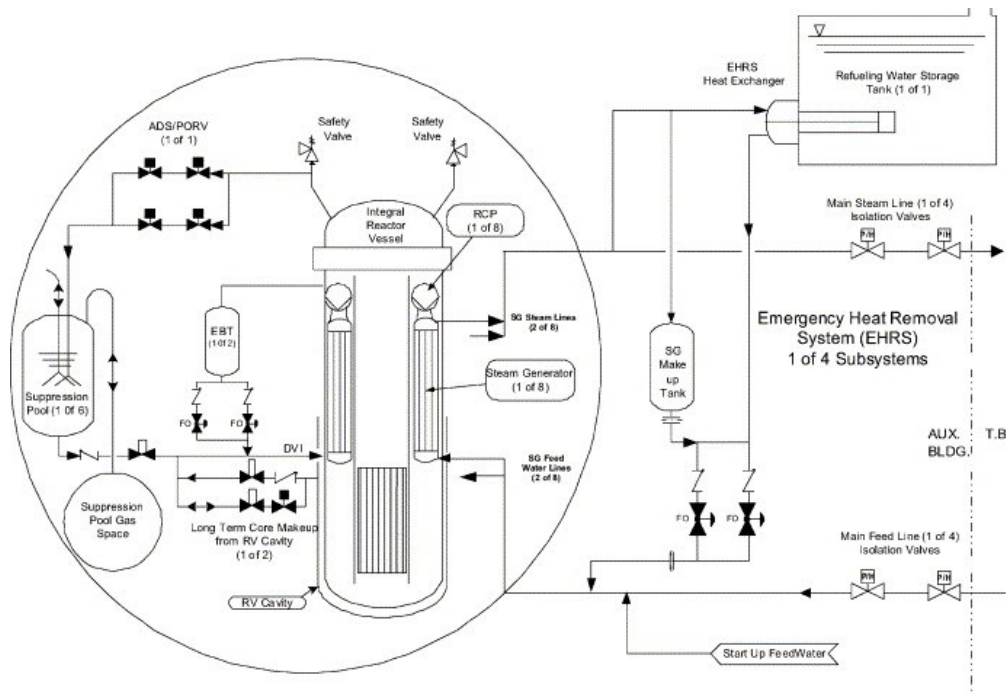 ADS/PORV
(1 of 1)
Safety
Valve
Safety
Valve
EHRS
Heat Exchanger
Refueling Water Storage
Tank (1 of 1)
Integral
Reactor
Vessel
RCP
(1 of 8)
Main Steam Line (1 of 4)
Isolation Valves
P/H
P/H
EBT
(1 0f 2)
SG Steam Lines
(2 of 8)
Emergency Heat Removal
System (EHRS)
1 of 4 Subsystems
SG
Make
up
Tank
Steam Generator
(1 of 8)
Suppression
Pool (1 0f 6)
FO
FO
DVI
AUX.
BLDG.
T.B
SG Feed
Water Lines
(2 of 8)
Suppression
Pool Gas
Space
Long Term Core Makeup
from RV Cavity
(1 of 2)
FO
FO
Main Feed Line (1 of 4)
Isolation Valves
P/H
P/H
RV Cavity
Start Up FeedWater